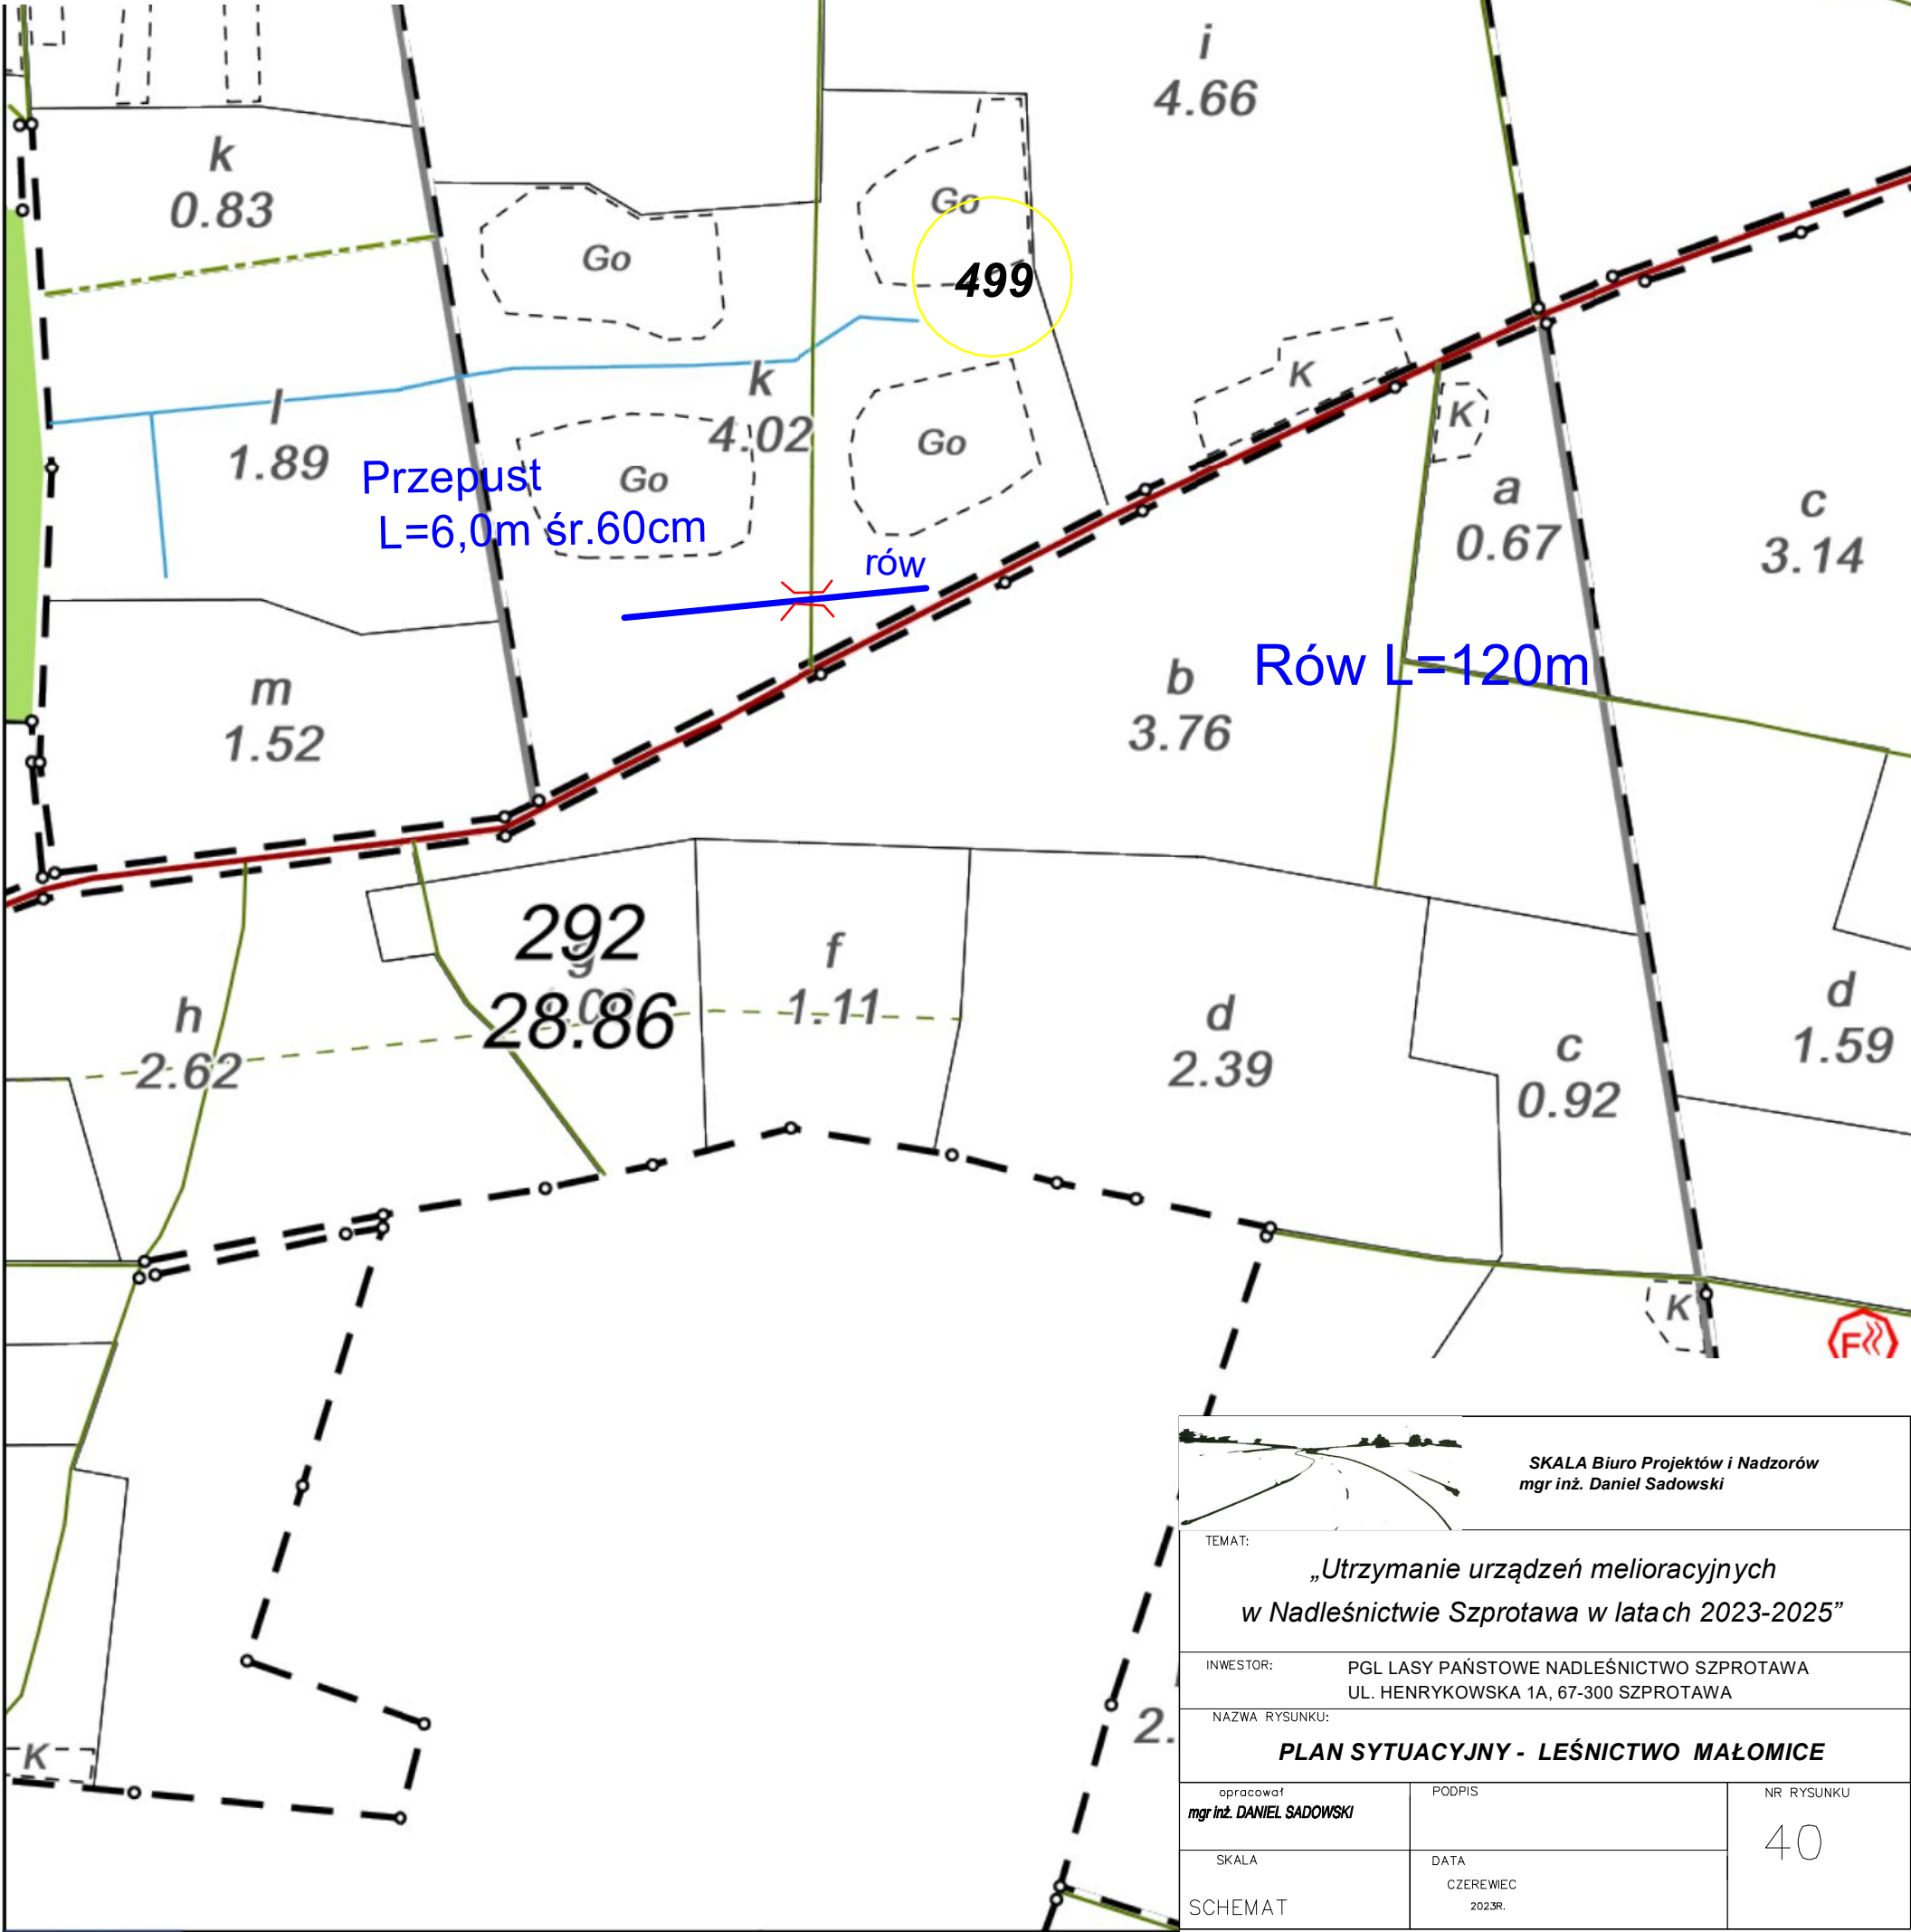 i
4.66
k
0.83
Go
Go
499
K
K
k
4.02
l
1.89
Go
Go
Przepust
L=6,0m śr.60cm
rów
a
0.67
c
3.14
Rów L=120m
b
3.76
m
1.52
292
g
28.86
f
1.11
h
2.62
d
2.39
c
0.92
d
1.59
K
F
SKALA Biuro Projektów i Nadzorów
mgr inż. Daniel Sadowski
TEMAT:
„Utrzymanie urządzeń melioracyjnych
w Nadleśnictwie Szprotawa w latach 2023-2025”
INWESTOR:
PGL LASY PAŃSTOWE NADLEŚNICTWO SZPROTAWA
UL. HENRYKOWSKA 1A, 67-300 SZPROTAWA
2.
NAZWA RYSUNKU:
PLAN SYTUACYJNY - LEŚNICTWO MAŁOMICE
K
opracował
mgr inż. DANIEL SADOWSKI
PODPIS
NR RYSUNKU
40
SKALA
SCHEMAT
DATA
CZEREWIEC
2023R.